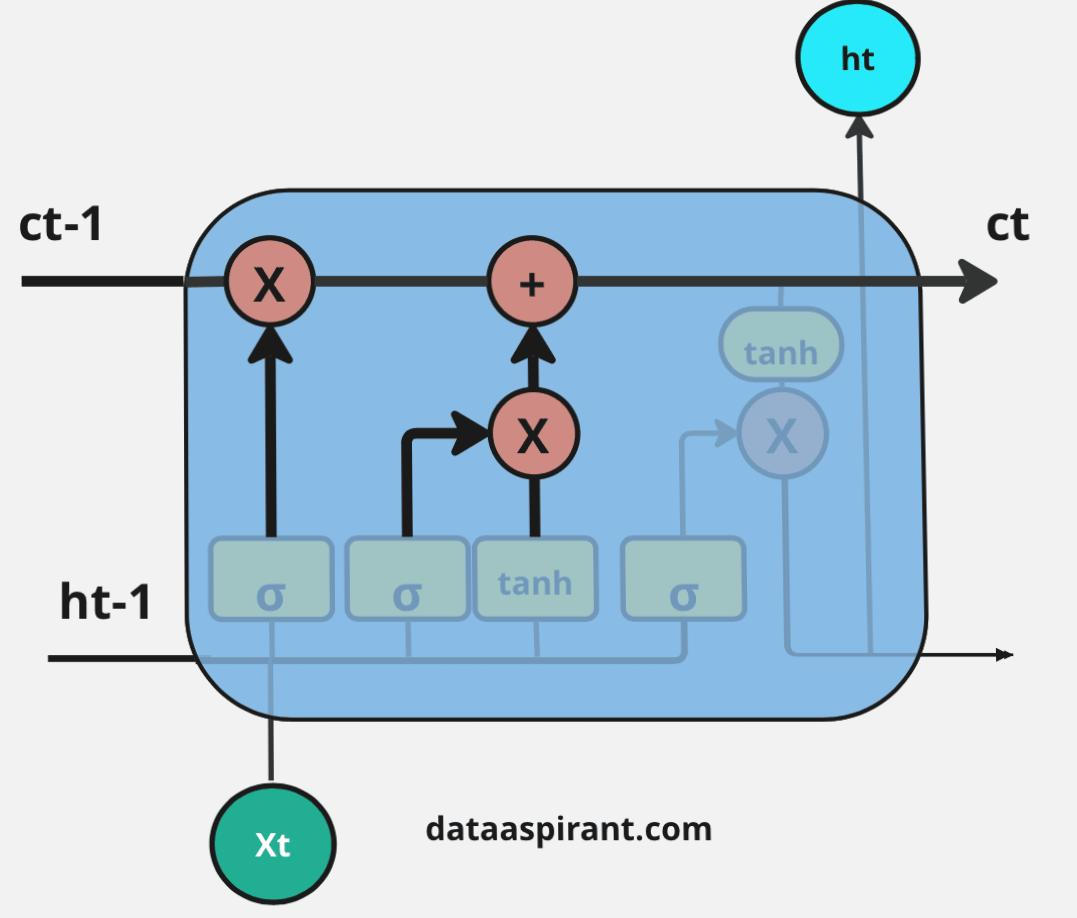 ht
ct-1
ct
X
+
tanh
X
X
σ
σ
tanh
σ
ht-1
Xt
dataaspirant.com